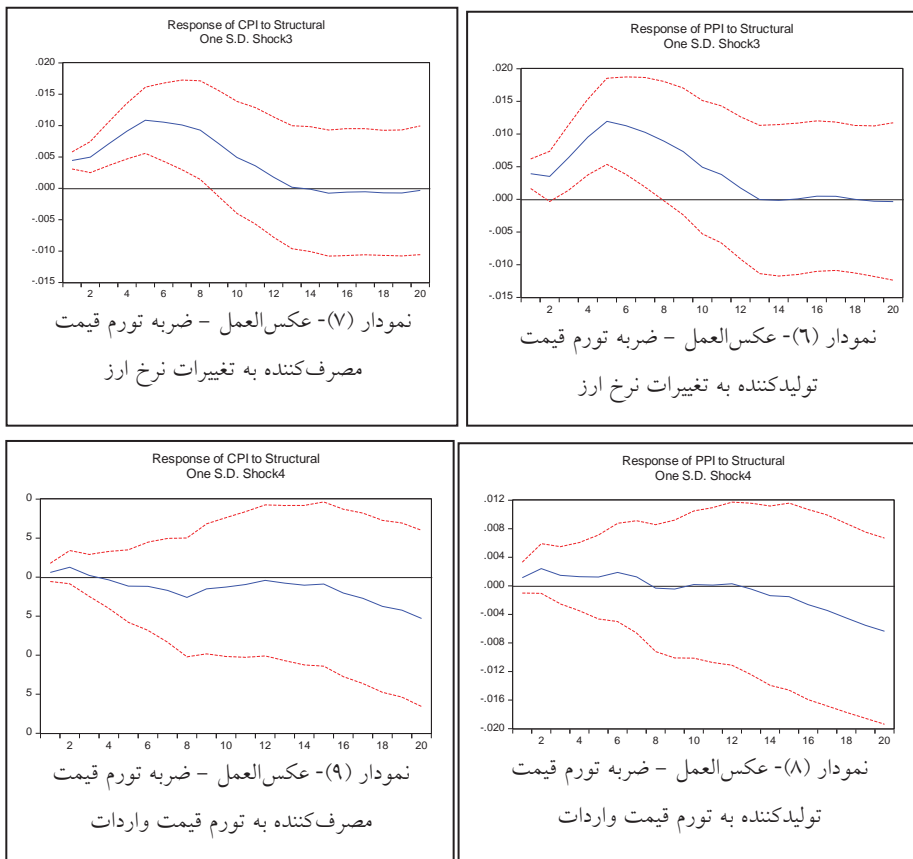 Response of PPI to Structural
One S.D. Shock3
.020
.015
.010
.005
.000
-.005
-.010
-.015
2 4 6 8 10 12 14 16 18 20
نمودار (٦)- عکس‌العمل – ضربه تورم قیمت
تولیدکننده به تغییرات نرخ ارز
Response of CPI to Structural
One S.D. Shock3
.020
.015
.010
.005
.000
-.005
-.010
-.015
2 4 6 8 10 12 14 16 18 20
نمودار (٧)- عکس‌العمل – ضربه تورم قیمت
مصرف‌کننده به تغییرات نرخ ارز
Response of PPI to Structural
One S.D. Shock4
.012
.008
.004
.000
-.004
-.008
-.012
-.016
-.020
2 4 6 8 10 12 14 16 18 20
نمودار (٨)- عکس‌العمل – ضربه تورم قیمت
تولیدکننده به تورم قیمت واردات
Response of CPI to Structural
One S.D. Shock4
0
5
0
5
0
5
0
2 4 6 8 10 12 14 16 18 20
نمودار (٩)- عکس‌العمل – ضربه تورم قیمت
مصرف‌کننده به تورم قیمت واردات